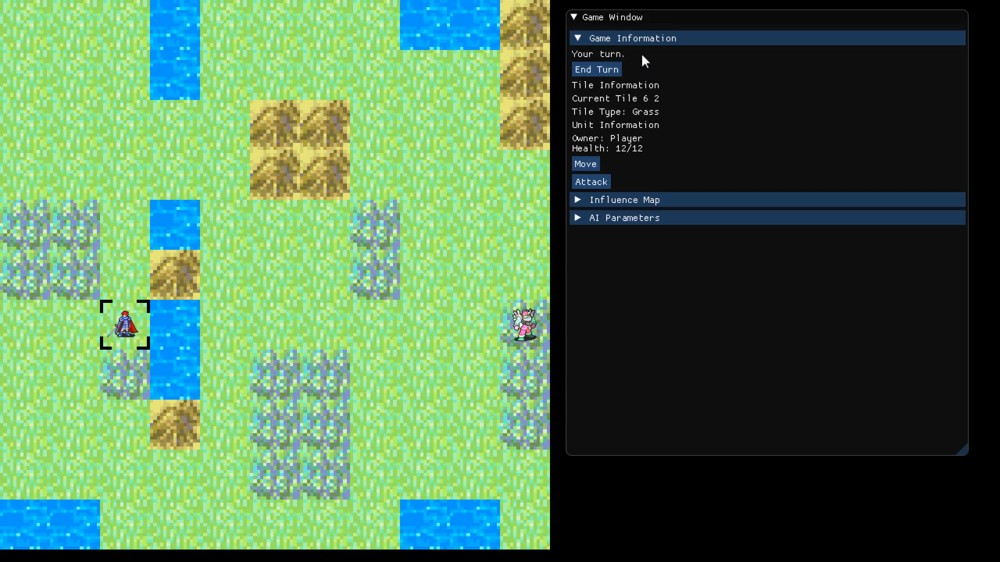 Game Window
Game Information
Your turn.
End Turn
Tile Information
Current Tile 6 2
Tile Type: Grass
Unit Information
Owner: Player
Health: 12/12
Move
Attack
Influence Map
AI Parameters